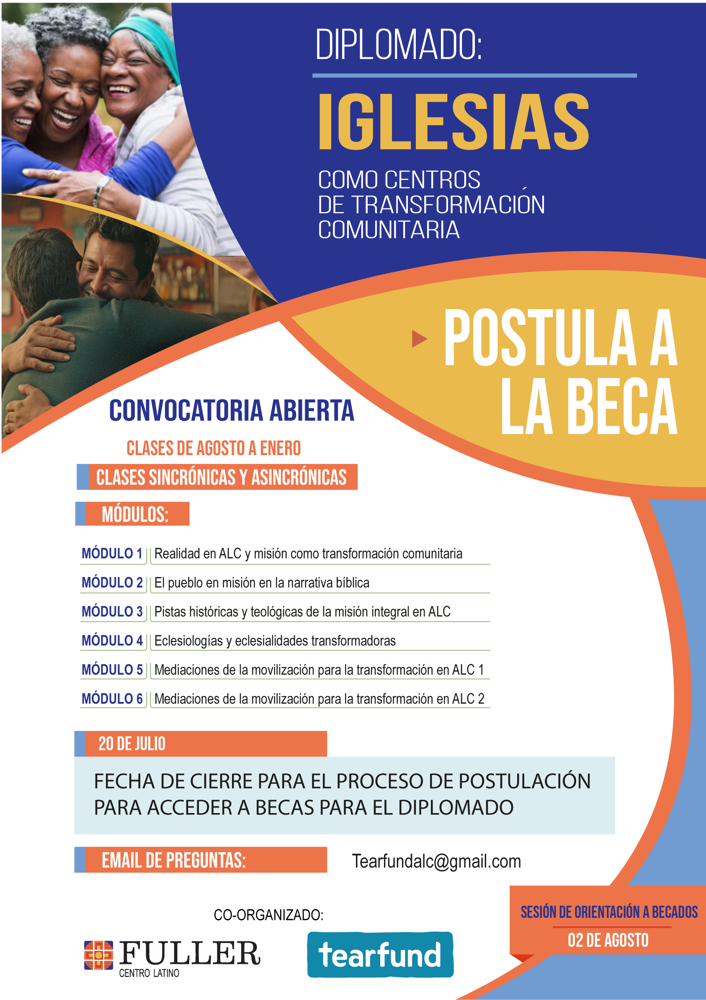 DIPLOMADO:
IGLESIAS
COMO CENTROS
DE TRANSFORMACIÓN
COMUNITARIA
POSTULA A
LA BECA
CONVOCATORIA ABIERTA
CLASES DE AGOSTO A ENERO
CLASES SINCRÓNICAS Y ASINCRÓNICAS
MÓDULOS:
MÓDULO 1 Realidad en ALC y misión como transformación comunitaria
MÓDULO 2 El pueblo en misión en la narrativa bíblica
MÓDULO 3 Pistas históricas y teológicas de la misión integral en ALC
MÓDULO 4 Eclesiologías y eclesialidades transformadoras
MÓDULO 5 Mediaciones de la movilización para la transformación en ALC 1
MÓDULO 6 Mediaciones de la movilización para la transformación en ALC 2
20 DE JULIO
FECHA DE CIERRE PARA EL PROCESO DE POSTULACIÓN
PARA ACCEDER A BECAS PARA EL DIPLOMADO
EMAIL DE PREGUNTAS: Tearfundalc@gmail.com
CO-ORGANIZADO:
FULLER
CENTRO LATINO
tearfund
SESIÓN DE ORIENTACIÓN A BECADOS
02 DE AGOSTO